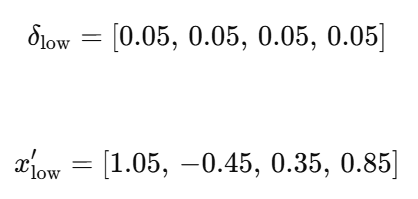 δ_low = [0.05, 0.05, 0.05, 0.05]
x′_low = [1.05, −0.45, 0.35, 0.85]